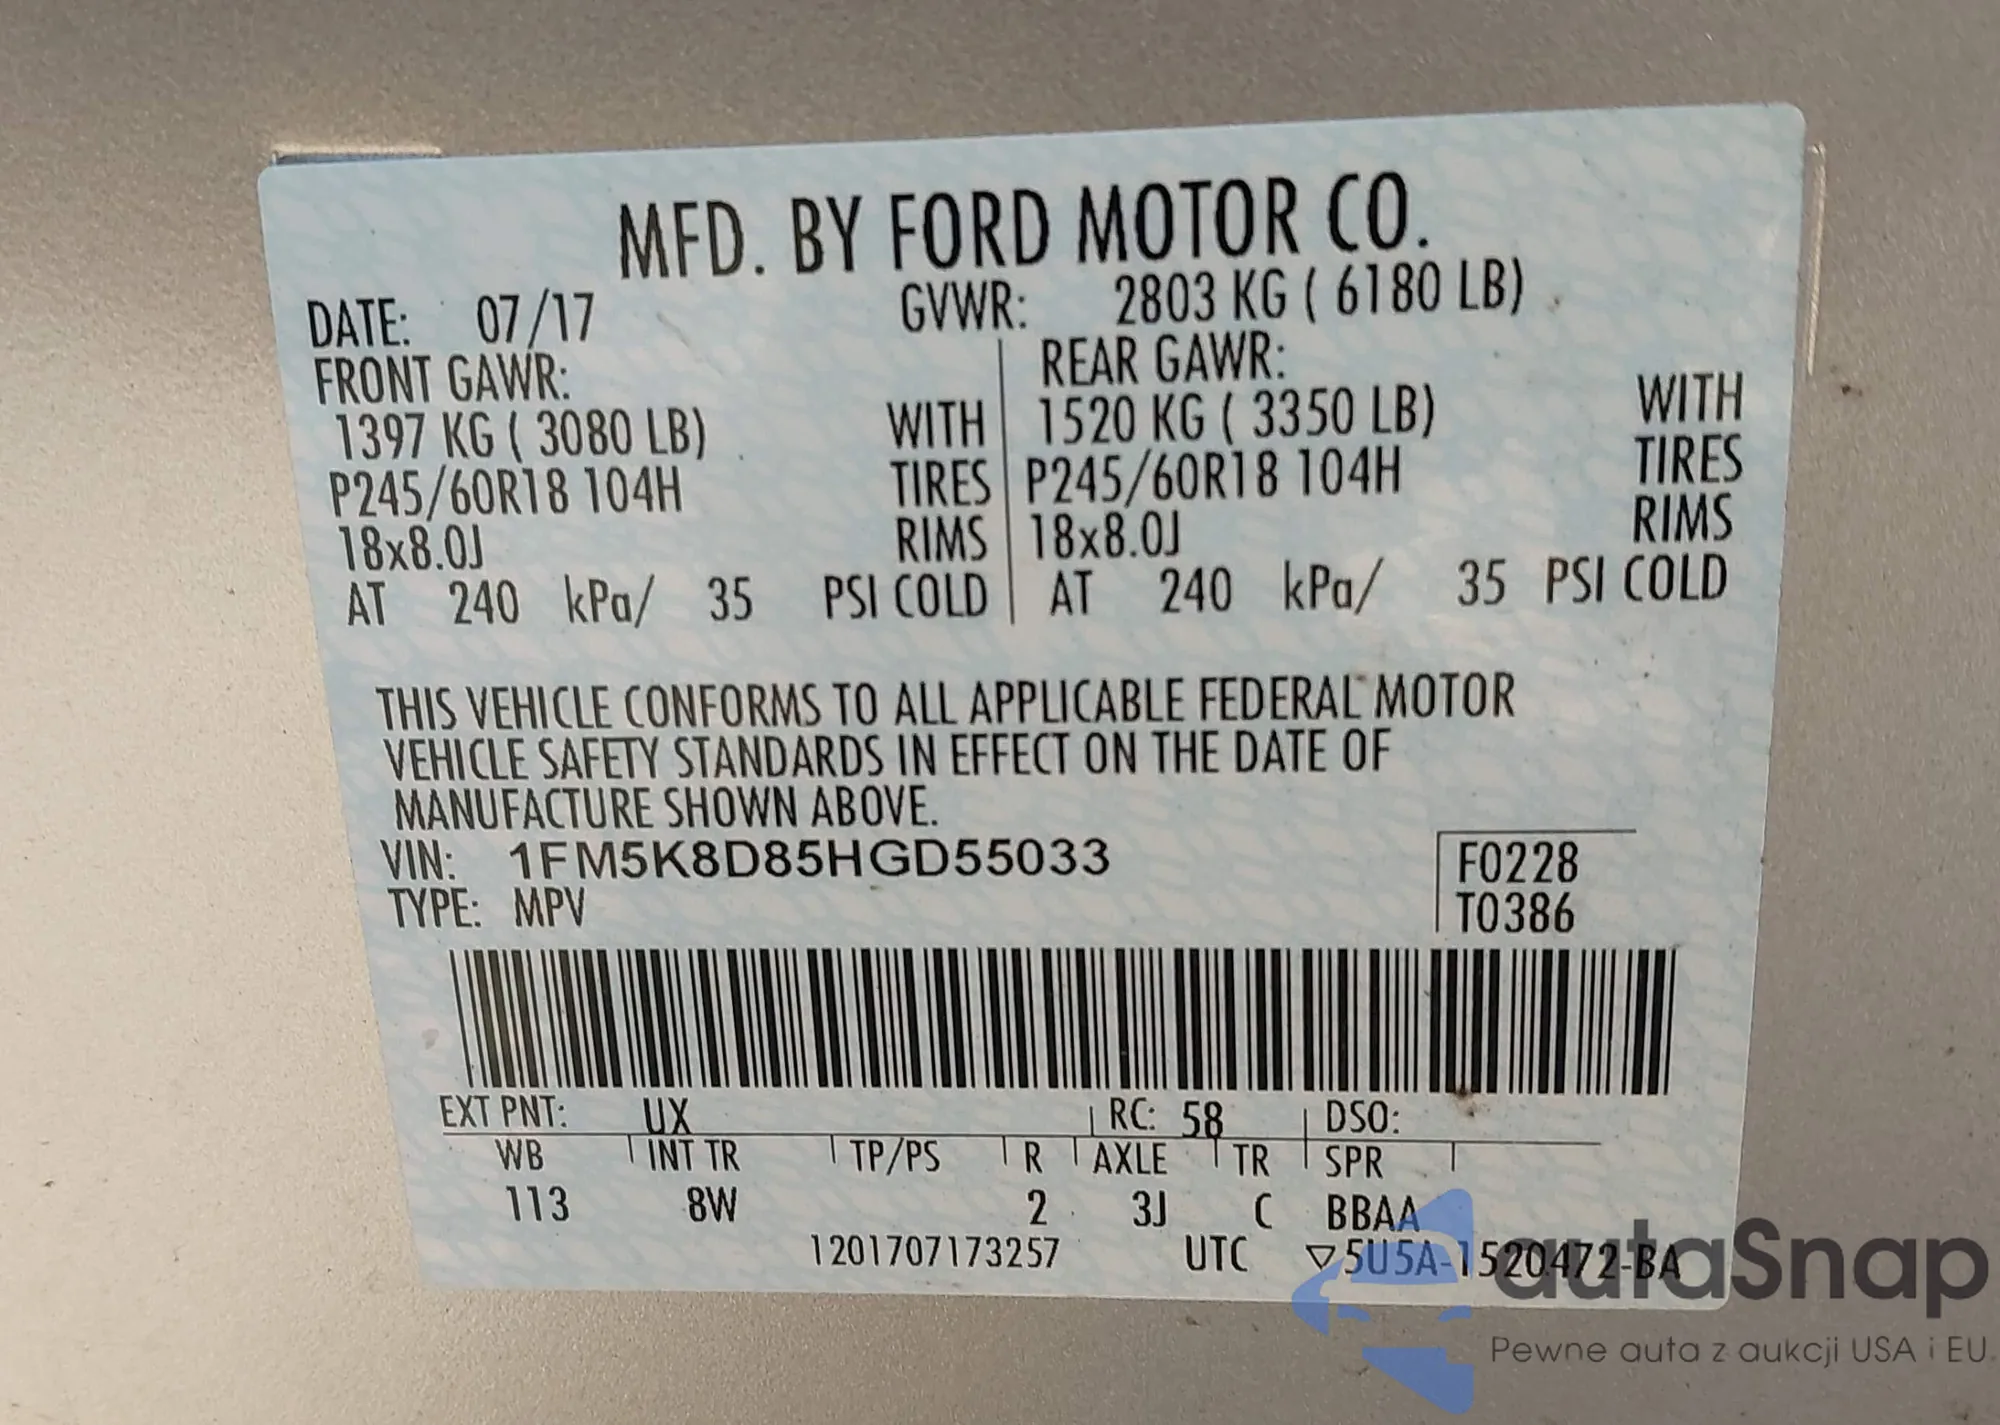 MFD. BY FORD MOTOR CO.
DATE: 07/17 GVWR: 2803 KG ( 6180 LB)
FRONT GAWR: REAR GAWR:
1397 KG ( 3080 LB) WITH 1520 KG ( 3350 LB) WITH
P245/60R18 104H TIRES P245/60R18 104H TIRES
18x8.0J RIMS 18x8.0J RIMS
AT 240 kPa/ 35 PSI COLD AT 240 kPa/ 35 PSI COLD
THIS VEHICLE CONFORMS TO ALL APPLICABLE FEDERAL MOTOR
VEHICLE SAFETY STANDARDS IN EFFECT ON THE DATE OF
MANUFACTURE SHOWN ABOVE.
VIN: 1FM5K8D85HGD55033 F0228
TYPE: MPV T0386
EXT PNT: UX RC: 58 DSO:
WB INT TR TP/PS R AXLE TR SPR
113 8W 2 3J C BBAA
1201707173257 UTC ▽5U5A-1520472-BA
autaSnap
Pewne auta z aukcji USA i EU